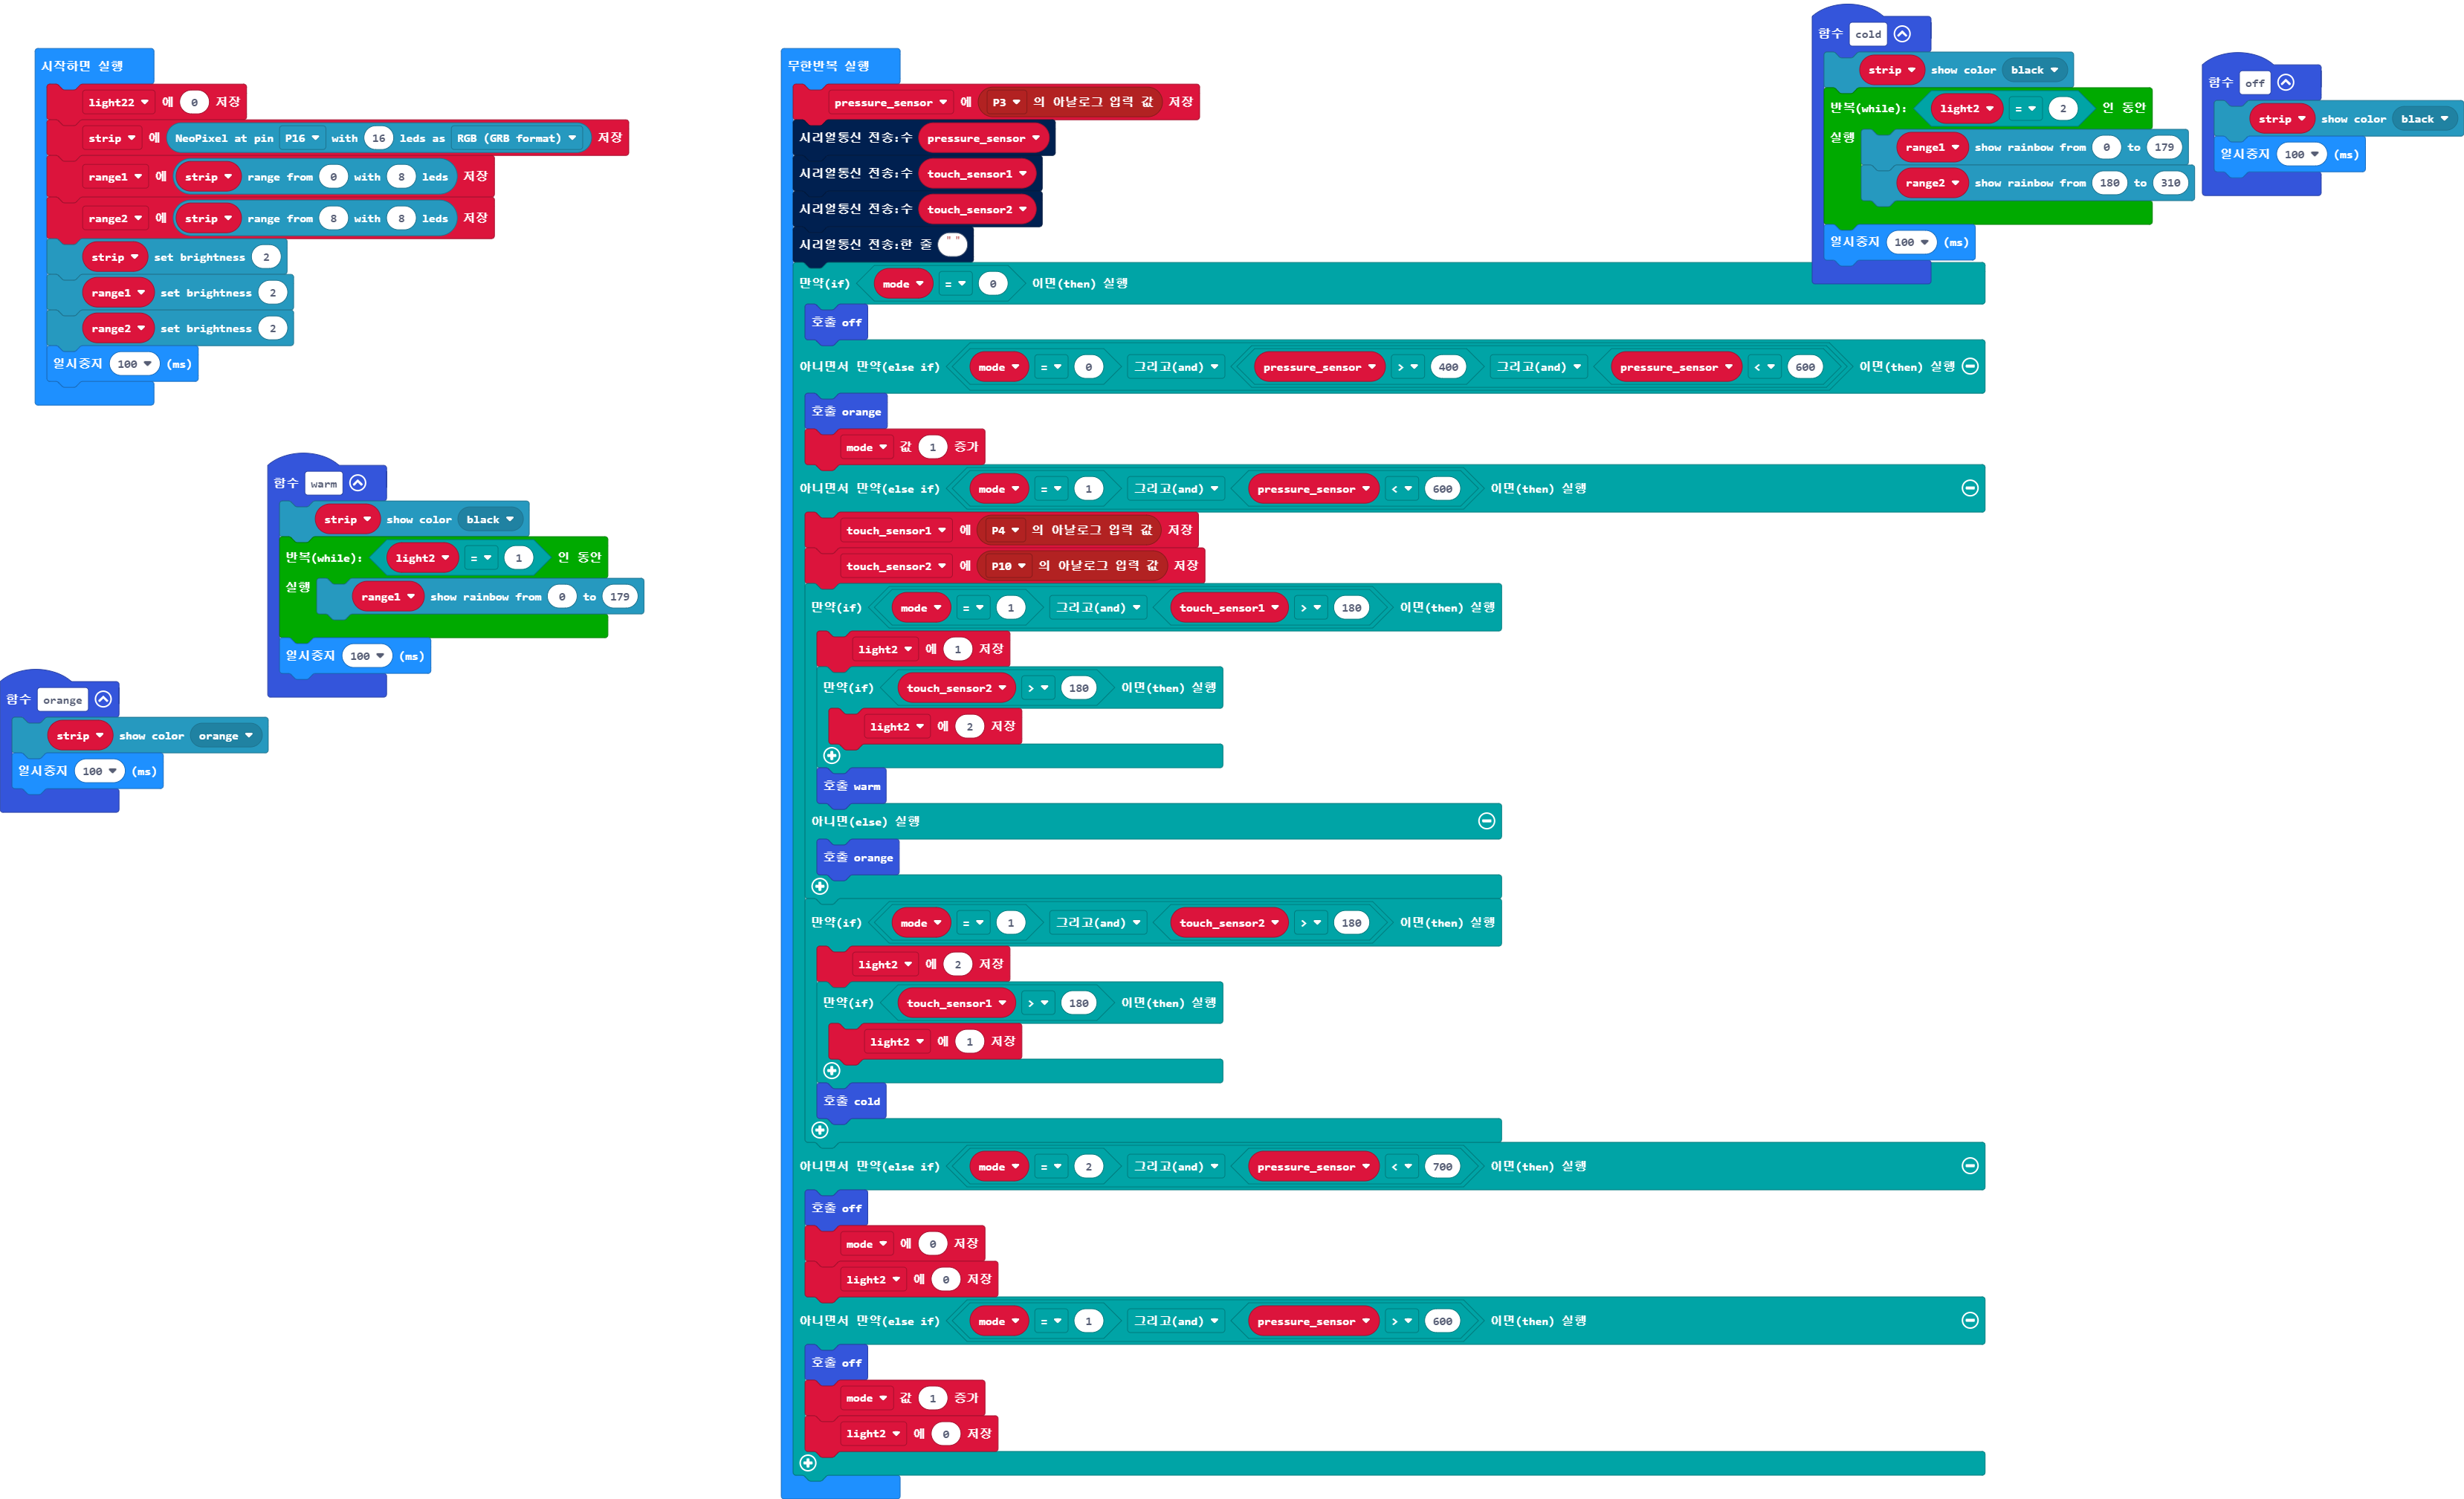 시작하면 실행
light22 에 0 저장
strip 에 NeoPixel at pin P16 with 16 leds as RGB (GRB format) 저장
range1 에 strip range from 0 with 8 leds 저장
range2 에 strip range from 8 with 8 leds 저장
strip set brightness 2
range1 set brightness 2
range2 set brightness 2
일시중지 100 (ms)
함수 warm
strip show color black
반복(while): light2 = 1 인 동안
실행 range1 show rainbow from 0 to 179
일시중지 100 (ms)
함수 orange
strip show color orange
일시중지 100 (ms)
무한반복 실행
pressure_sensor 에 P3 의 아날로그 입력 값 저장
시리얼통신 전송:수 pressure_sensor
시리얼통신 전송:수 touch_sensor1
시리얼통신 전송:수 touch_sensor2
시리얼통신 전송:한 줄 " "
만약(if) mode = 0 이면(then) 실행
호출 off
아니면서 만약(else if) mode = 0 그리고(and) pressure_sensor > 400 그리고(and) pressure_sensor < 600 이면(then) 실행
호출 orange
mode 값 1 증가
아니면서 만약(else if) mode = 1 그리고(and) pressure_sensor < 600 이면(then) 실행
touch_sensor1 에 P4 의 아날로그 입력 값 저장
touch_sensor2 에 P10 의 아날로그 입력 값 저장
만약(if) mode = 1 그리고(and) touch_sensor1 > 180 이면(then) 실행
light2 에 1 저장
만약(if) touch_sensor2 > 180 이면(then) 실행
light2 에 2 저장
호출 warm
아니면(else) 실행
호출 orange
만약(if) mode = 1 그리고(and) touch_sensor2 > 180 이면(then) 실행
light2 에 2 저장
만약(if) touch_sensor1 > 180 이면(then) 실행
light2 에 1 저장
호출 cold
아니면서 만약(else if) mode = 2 그리고(and) pressure_sensor < 700 이면(then) 실행
호출 off
mode 에 0 저장
light2 에 0 저장
아니면서 만약(else if) mode = 1 그리고(and) pressure_sensor > 600 이면(then) 실행
호출 off
mode 값 1 증가
light2 에 0 저장
함수 cold
strip show color black
반복(while): light2 = 2 인 동안
실행 range1 show rainbow from 0 to 179
range2 show rainbow from 180 to 310
일시중지 100 (ms)
함수 off
strip show color black
일시중지 100 (ms)